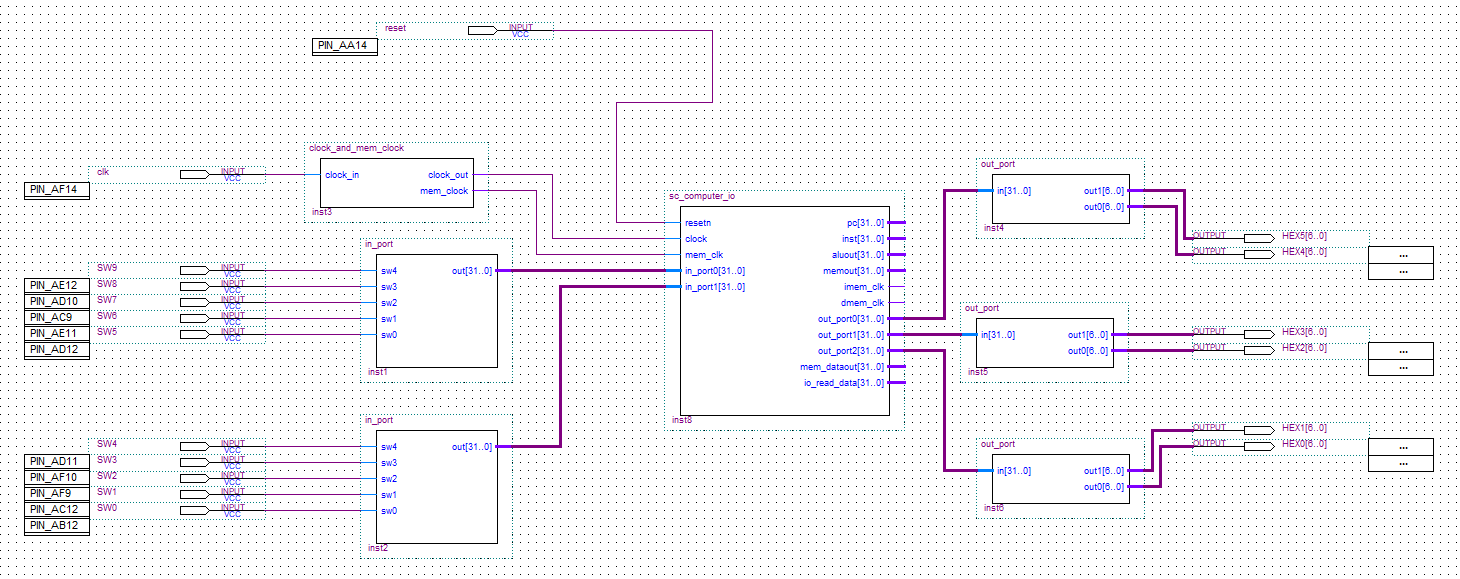 reset
INPUT
VCC
PIN_AA14
clock_and_mem_clock
clk
INPUT
VCC
PIN_AF14
clock_in
clock_out
mem_clock
inst3
in_port
SW9
INPUT
VCC
SW8
INPUT
VCC
SW7
INPUT
VCC
SW6
INPUT
VCC
SW5
INPUT
VCC
PIN_AE12
PIN_AD10
PIN_AC9
PIN_AE11
PIN_AD12
sw4
sw3
sw2
sw1
sw0
out[31..0]
inst1
in_port
SW4
INPUT
VCC
SW3
INPUT
VCC
SW2
INPUT
VCC
SW1
INPUT
VCC
SW0
INPUT
VCC
PIN_AD11
PIN_AF10
PIN_AF9
PIN_AC12
PIN_AB12
sw4
sw3
sw2
sw1
sw0
out[31..0]
inst2
sc_computer_io
resetn
clock
mem_clk
in_port0[31..0]
in_port1[31..0]
pc[31..0]
inst[31..0]
aluout[31..0]
memout[31..0]
imem_clk
dmem_clk
out_port0[31..0]
out_port1[31..0]
out_port2[31..0]
mem_dataout[31..0]
io_read_data[31..0]
inst8
out_port
in[31..0]
out1[6..0]
out0[6..0]
inst4
OUTPUT
HEX5[6..0]
OUTPUT
HEX4[6..0]
...
...
out_port
in[31..0]
out1[6..0]
out0[6..0]
inst5
OUTPUT
HEX3[6..0]
OUTPUT
HEX2[6..0]
...
...
out_port
in[31..0]
out1[6..0]
out0[6..0]
inst6
OUTPUT
HEX1[6..0]
OUTPUT
HEX0[6..0]
...
...